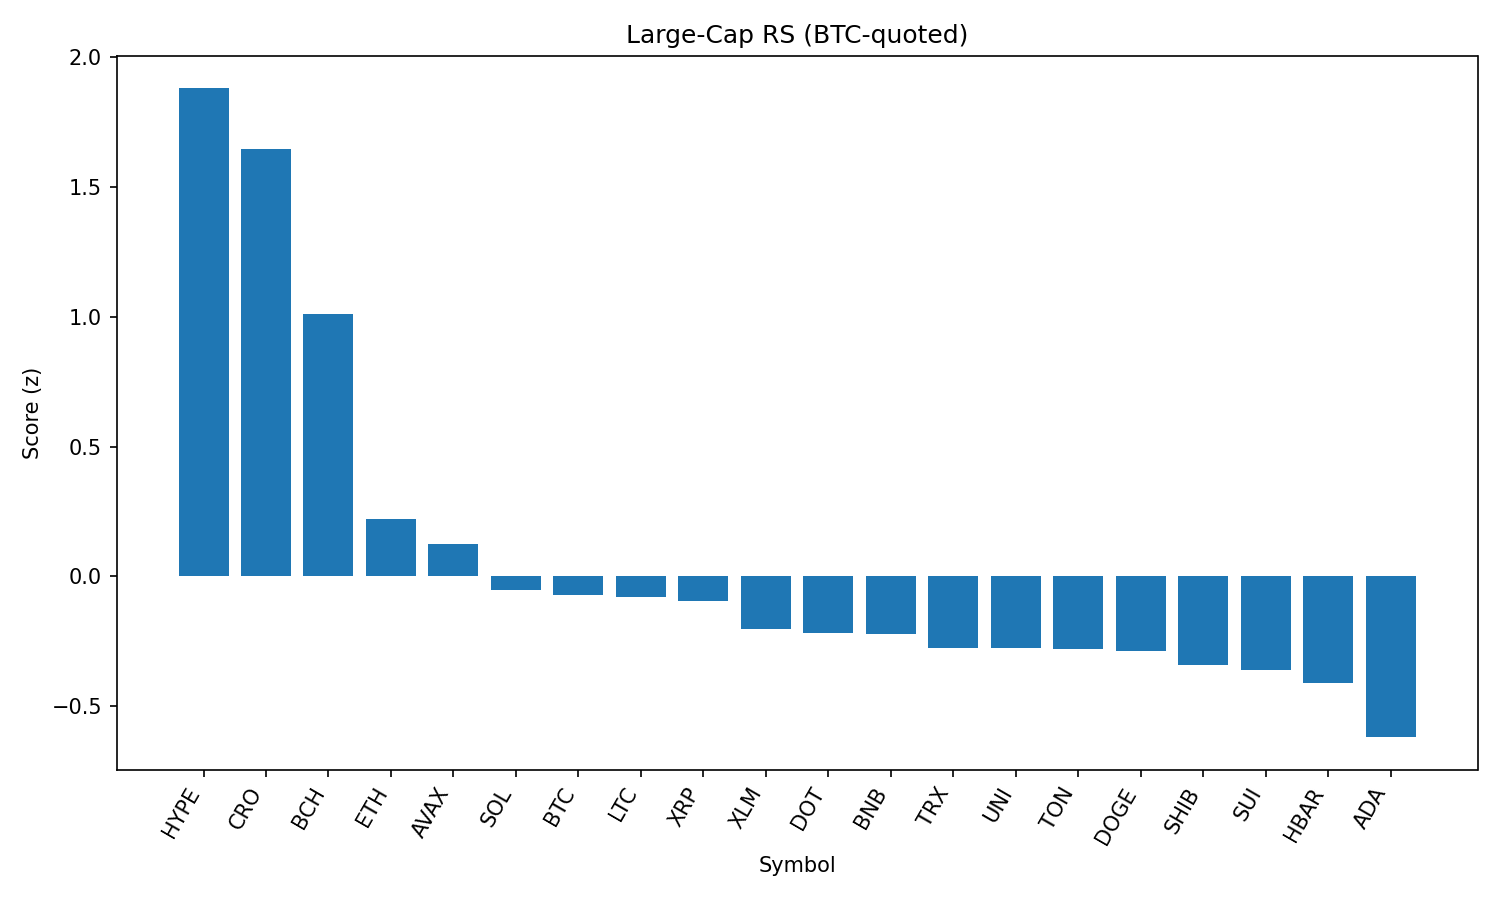 Large-Cap RS (BTC-quoted)
Score (z)
2.0
1.5
1.0
0.5
0.0
−0.5
HYPE
CRO
BCH
ETH
AVAX
SOL
BTC
LTC
XRP
XLM
DOT
BNB
TRX
UNI
TON
DOGE
SHIB
SUI
HBAR
ADA
Symbol